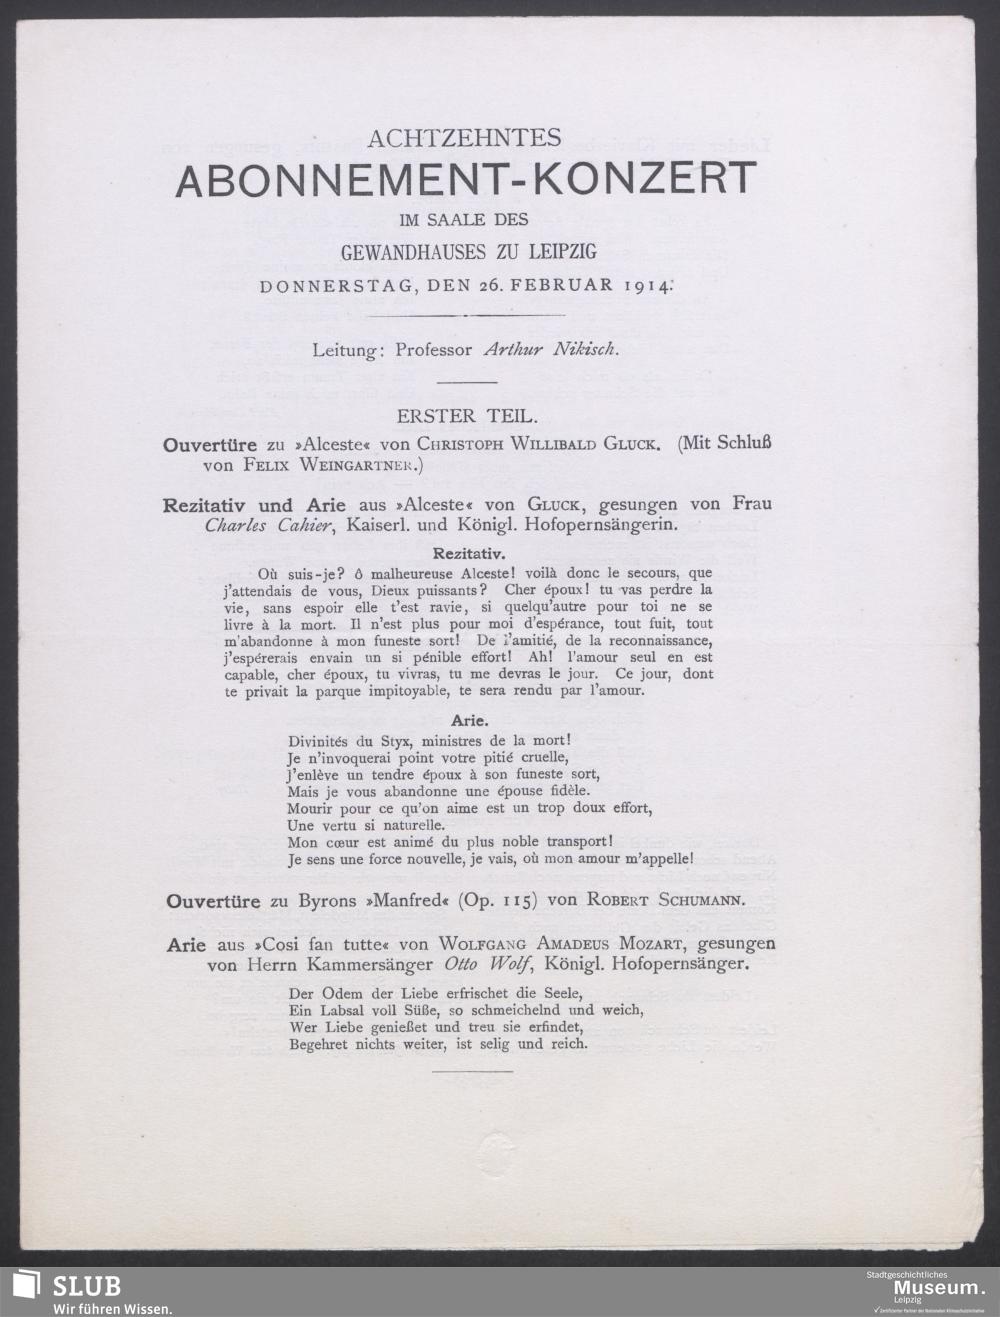 ACHTZEHNTES
ABONNEMENT-KONZERT
IM SAALE DES
GEWANDHAUSES ZU LEIPZIG
DONNERSTAG, DEN 26. FEBRUAR 1914.
Leitung: Professor Arthur Nikisch.
ERSTER TEIL.
Ouvertüre zu »Alceste« von CHRISTOPH WILLIBALD GLUCK. (Mit Schluß
von FELIX WEINGARTNER.)
Rezitativ und Arie aus »Alceste« von GLUCK, gesungen von Frau
Charles Cahier, Kaiserl. und Königl. Hofopernsängerin.
Rezitativ.
Où suis-je? ô malheureuse Alceste! voilà donc le secours, que
j'attendais de vous, Dieux puissants? Cher époux! tu vas perdre la
vie, sans espoir elle t'est ravie, si quelqu'autre pour toi ne se
livre à la mort. Il n'est plus pour moi d'espérance, tout fuit, tout
m'abandonne à mon funeste sort! De l'amitié, de la reconnaissance,
j'espérerais envain un si pénible effort! Ah! l'amour seul en est
capable, cher époux, tu vivras, tu me devras le jour. Ce jour, dont
te privait la parque impitoyable, te sera rendu par l'amour.
Arie.
Divinités du Styx, ministres de la mort!
Je n'invoquerai point votre pitié cruelle,
J'enlève un tendre époux à son funeste sort,
Mais je vous abandonne une épouse fidèle.
Mourir pour ce qu'on aime est un trop doux effort,
Une vertu si naturelle.
Mon cœur est animé du plus noble transport!
Je sens une force nouvelle, je vais, où mon amour m'appelle!
Ouvertüre zu Byrons »Manfred« (Op. 115) von ROBERT SCHUMANN.
Arie aus »Cosi fan tutte« von WOLFGANG AMADEUS MOZART, gesungen
von Herrn Kammersänger Otto Wolf, Königl. Hofopernsänger.
Der Odem der Liebe erfrischet die Seele,
Ein Labsal voll Süße, so schmeichelnd und weich,
Wer Liebe genießet und treu sie erfindet,
Begehret nichts weiter, ist selig und reich.
SLUB
Wir führen Wissen.
Stadtgeschichtliches
Museum.
Leipzig
Zertifizierter Partner der Nationalen Klimaschutzinitiative